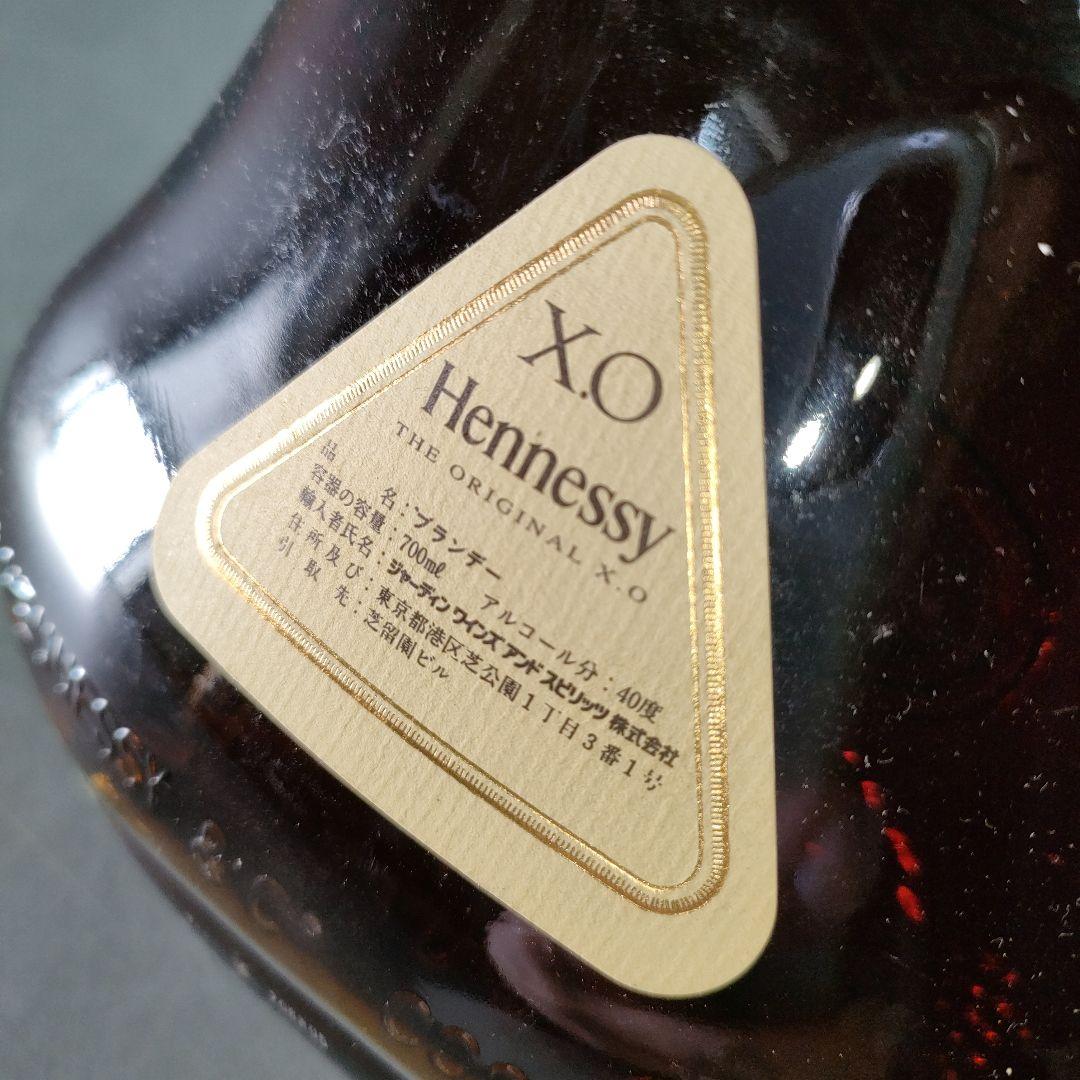 X.O
Hennessy
THE ORIGINAL X.O
品名：ブランデー アルコール分：40度
容器の容量：700mℓ
輸入者氏名：ジャーディン ワインズ アンド スピリッツ 株式会社
住所及び：東京都港区芝公園1丁目3番1号
引取先：芝留園ビル